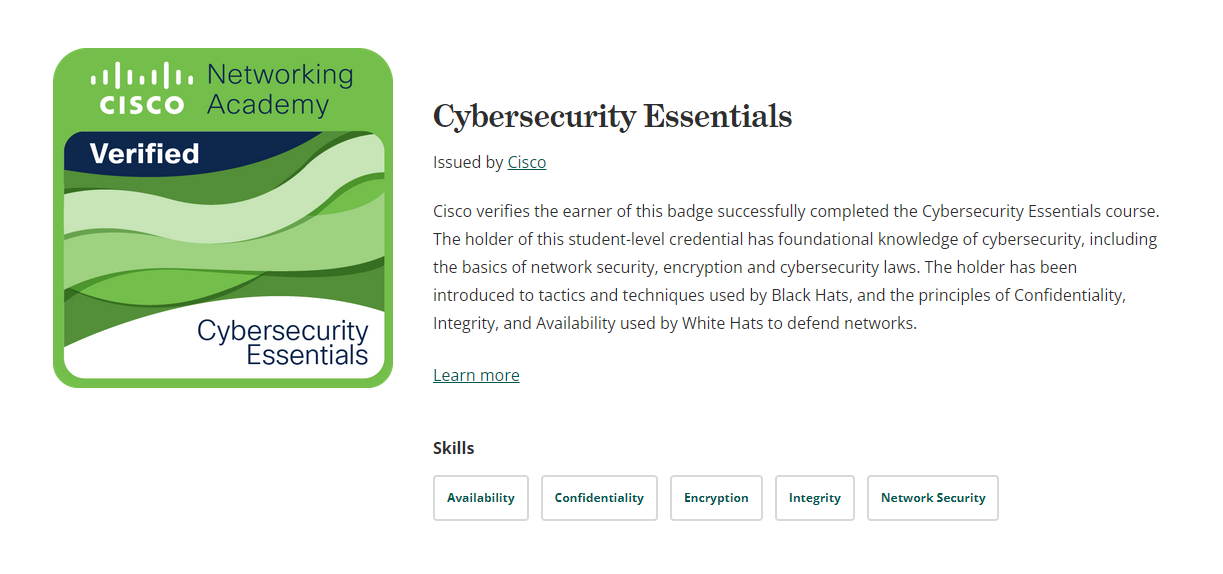 CISCO
Networking
Academy
Verified
Cybersecurity
Essentials
Cybersecurity Essentials
Issued by Cisco
Cisco verifies the earner of this badge successfully completed the Cybersecurity Essentials course.
The holder of this student-level credential has foundational knowledge of cybersecurity, including
the basics of network security, encryption and cybersecurity laws. The holder has been
introduced to tactics and techniques used by Black Hats, and the principles of Confidentiality,
Integrity, and Availability used by White Hats to defend networks.
Learn more
Skills
Availability
Confidentiality
Encryption
Integrity
Network Security